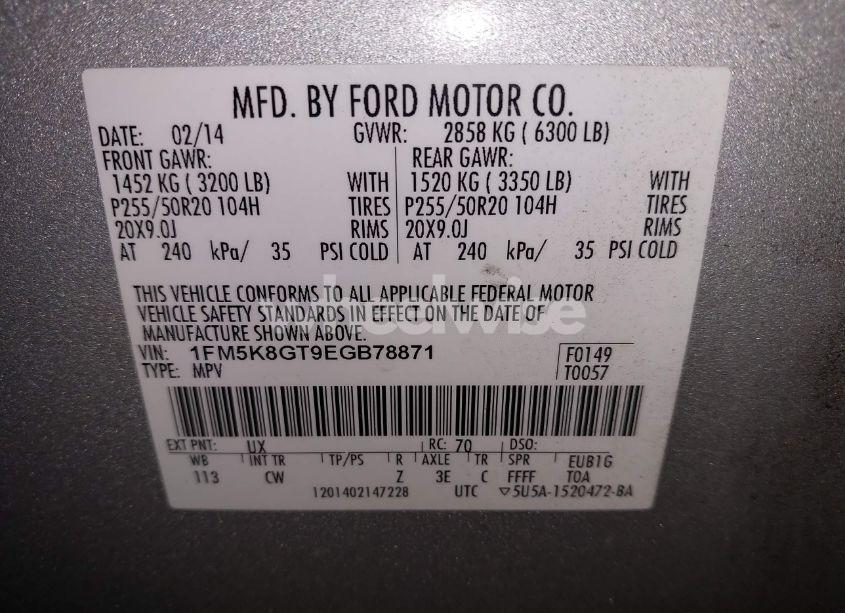 MFD. BY FORD MOTOR CO.
DATE: 02/14 GVWR: 2858 KG ( 6300 LB)
FRONT GAWR: REAR GAWR:
1452 KG ( 3200 LB) WITH 1520 KG ( 3350 LB) WITH
P255/50R20 104H TIRES P255/50R20 104H TIRES
20X9.0J RIMS 20X9.0J RIMS
AT 240 kPa/ 35 PSI COLD AT 240 kPa/ 35 PSI COLD
THIS VEHICLE CONFORMS TO ALL APPLICABLE FEDERAL MOTOR
VEHICLE SAFETY STANDARDS IN EFFECT ON THE DATE OF
MANUFACTURE SHOWN ABOVE.
wheelwise
VIN: 1FM5K8GT9EGB78871 F0149
TYPE: MPV T0057
EXT PNT: UX RC: 70 DSO:
WB INT TR TP/PS R AXLE TR SPR EUB1G
113 CW Z 3E C FFFF TOA
1201402147228 UTC ▽5U5A-1520472-BA